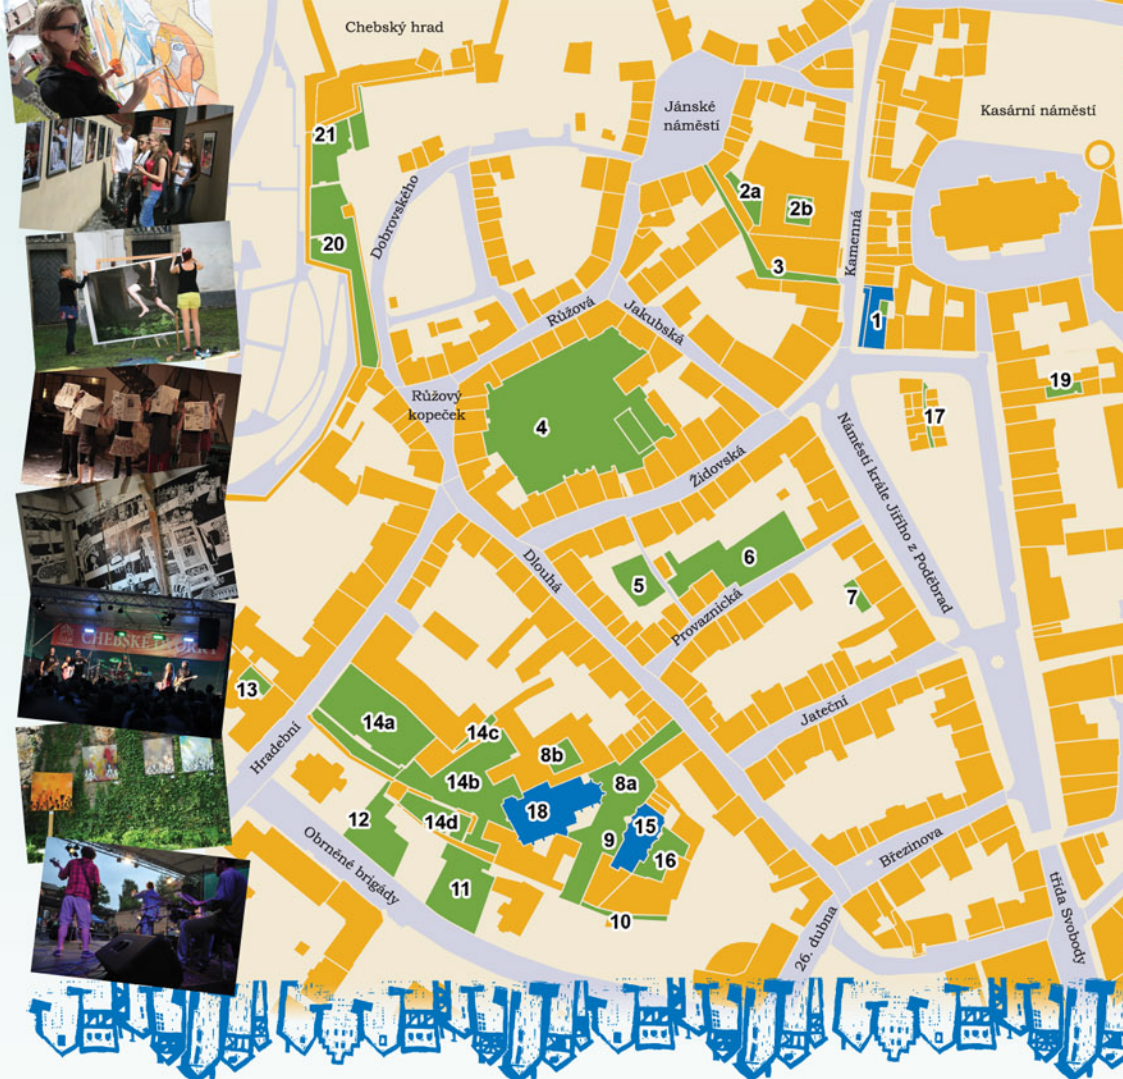 Chebský hrad
Jánské
náměstí
Kasární náměstí
21
2a
2b
Dobrovského
20
Kamenná
3
1
Růžová
Jakubská
19
Růžový
kopeček
17
4
Židovská
Náměstí krále Jiřího z Poděbrad
6
Dlouhá
5
7
Provaznická
CHEBSKÉ DVORKY
13
14a
Jateční
14c
Hradební
8b
14b
8a
18
12
14d
15
9
Březinova
16
Obrněné brigády
11
třída Svobody
10
26. dubna